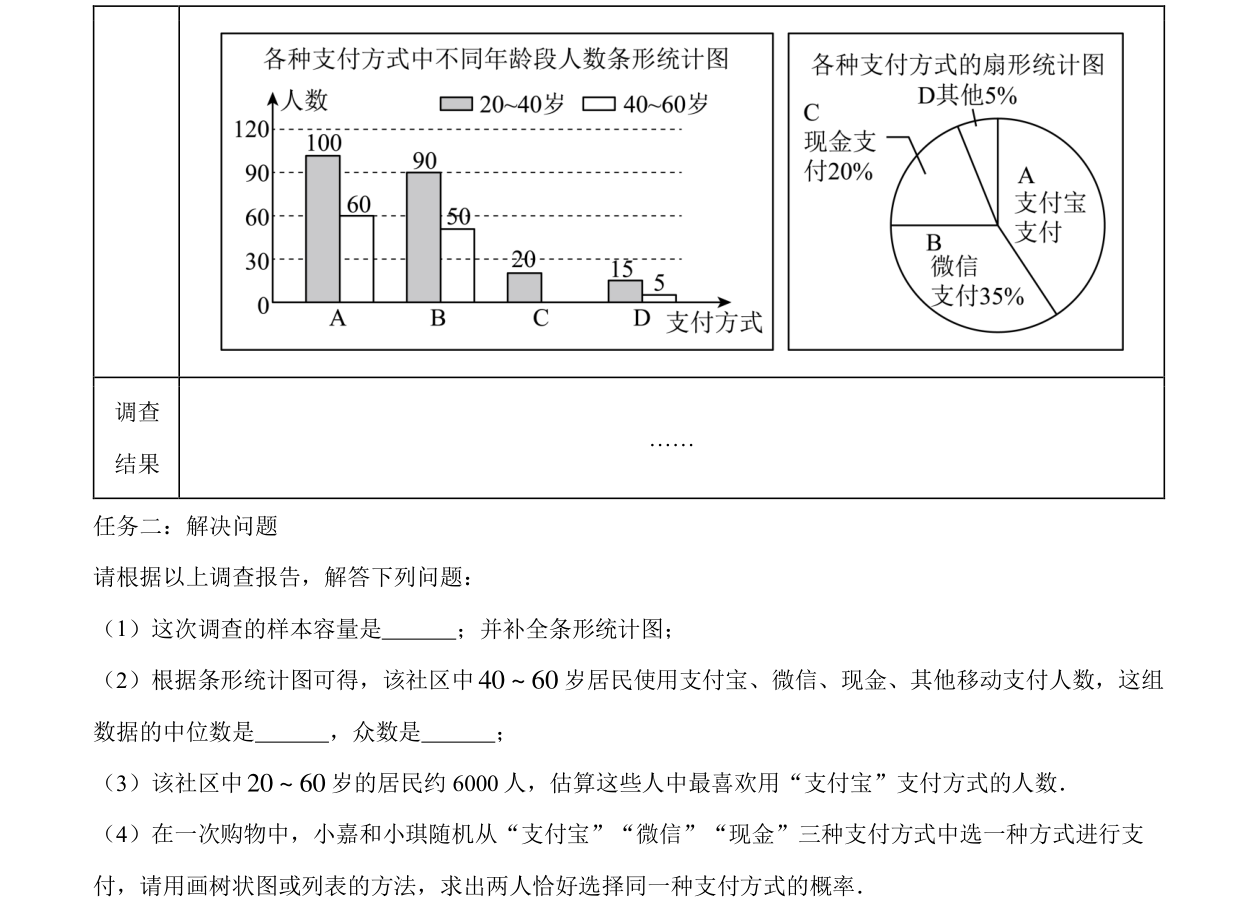 各种支付方式中不同年龄段人数条形统计图
人数
20~40岁
40~60岁
120
90
60
30
0
100
60
90
50
20
15
5
A
B
C
D
支付方式
各种支付方式的扇形统计图
D其他5%
C
现金支
付20%
A
支付宝
支付
B
微信
支付35%
调查
结果
……
任务二：解决问题
请根据以上调查报告，解答下列问题：
（1）这次调查的样本容量是______；并补全条形统计图；
（2）根据条形统计图可得，该社区中 40 ~ 60 岁居民使用支付宝、微信、现金、其他移动支付人数，这组
数据的中位数是______，众数是______；
（3）该社区中 20 ~ 60 岁的居民约 6000 人，估算这些人中最喜欢用“支付宝”支付方式的人数．
（4）在一次购物中，小嘉和小琪随机从“支付宝”“微信”“现金”三种支付方式中选一种方式进行支
付，请用画树状图或列表的方法，求出两人恰好选择同一种支付方式的概率．